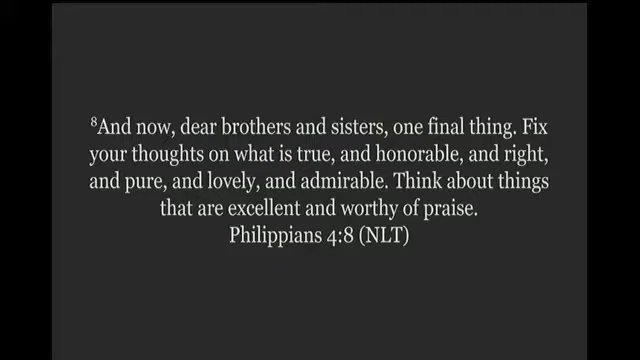 ⁸And now, dear brothers and sisters, one final thing. Fix
your thoughts on what is true, and honorable, and right,
and pure, and lovely, and admirable. Think about things
that are excellent and worthy of praise.
Philippians 4:8 (NLT)